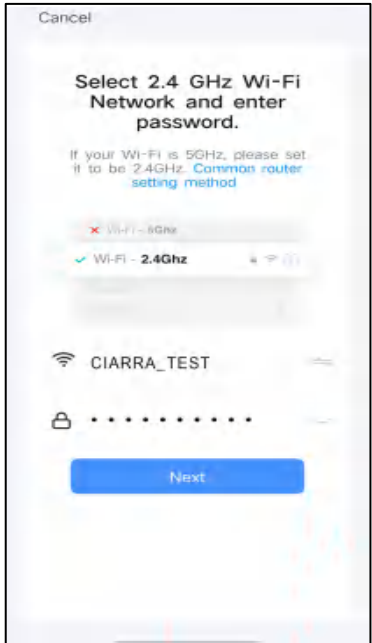 Cancel
Select 2.4 GHz Wi-Fi
Network and enter
password.
If your Wi-Fi is 5GHz, please set
it to be 2.4GHz. Common router
setting method
Wi-Fi - 5Ghz
Wi-Fi - 2.4Ghz
CIARRA_TEST
Next